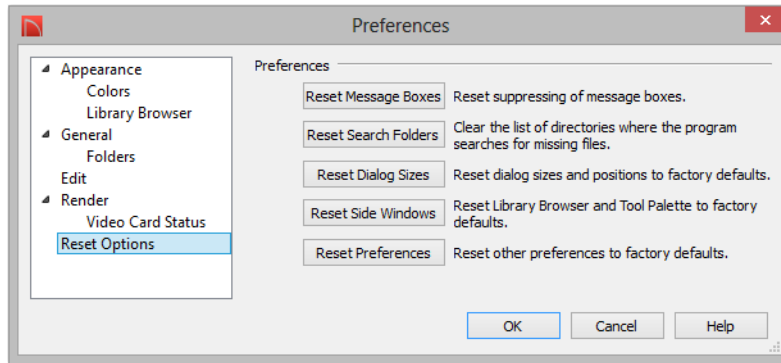 Preferences
Appearance
Colors
Library Browser
General
Folders
Edit
Render
Video Card Status
Reset Options
Preferences
Reset Message Boxes Reset suppressing of message boxes.
Reset Search Folders Clear the list of directories where the program
searches for missing files.
Reset Dialog Sizes Reset dialog sizes and positions to factory defaults.
Reset Side Windows Reset Library Browser and Tool Palette to factory
defaults.
Reset Preferences Reset other preferences to factory defaults.
OK Cancel Help